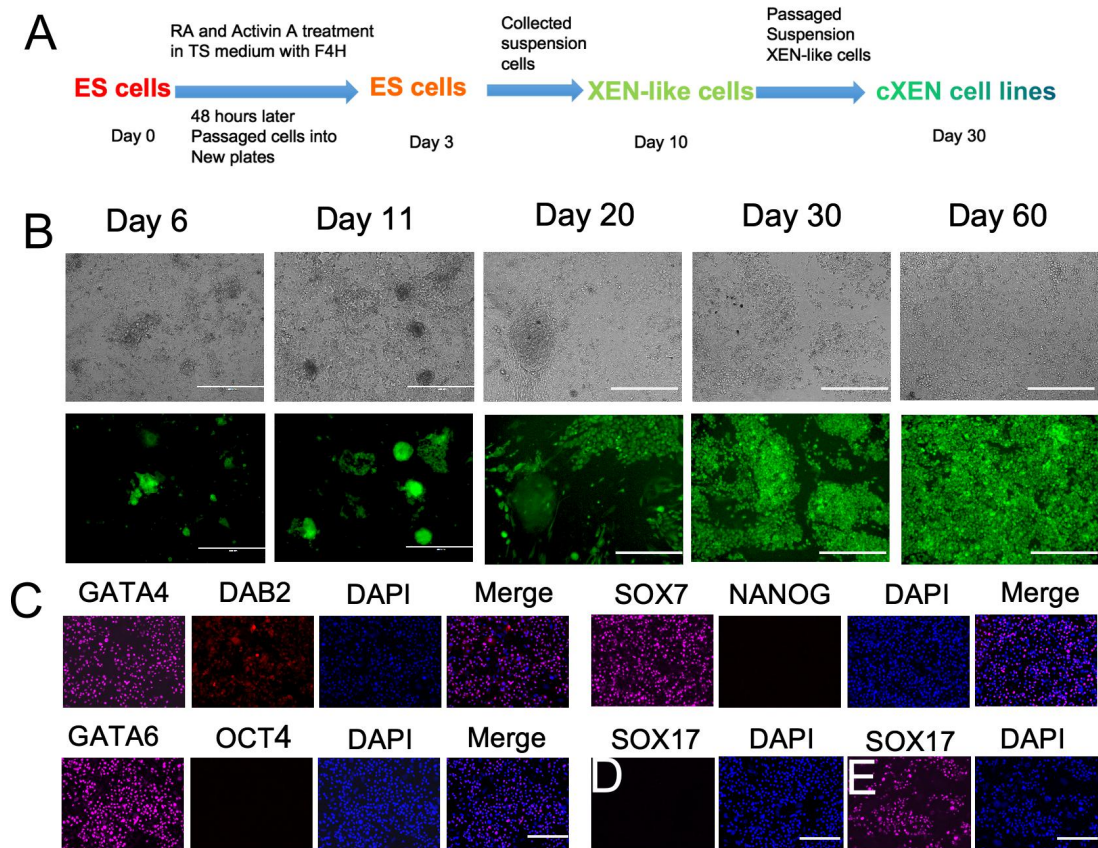 A
RA and Activin A treatment
in TS medium with F4H
Collected
suspension
cells
Passaged
Suspension
XEN-like cells
ES cells
ES cells
XEN-like cells
cXEN cell lines
48 hours later
Passaged cells into
New plates
Day 0
Day 3
Day 10
Day 30
B
Day 6
Day 11
Day 20
Day 30
Day 60
C
GATA4
DAB2
DAPI
Merge
SOX7
NANOG
DAPI
Merge
GATA6
OCT4
DAPI
Merge
SOX17
DAPI
SOX17
DAPI
D
E